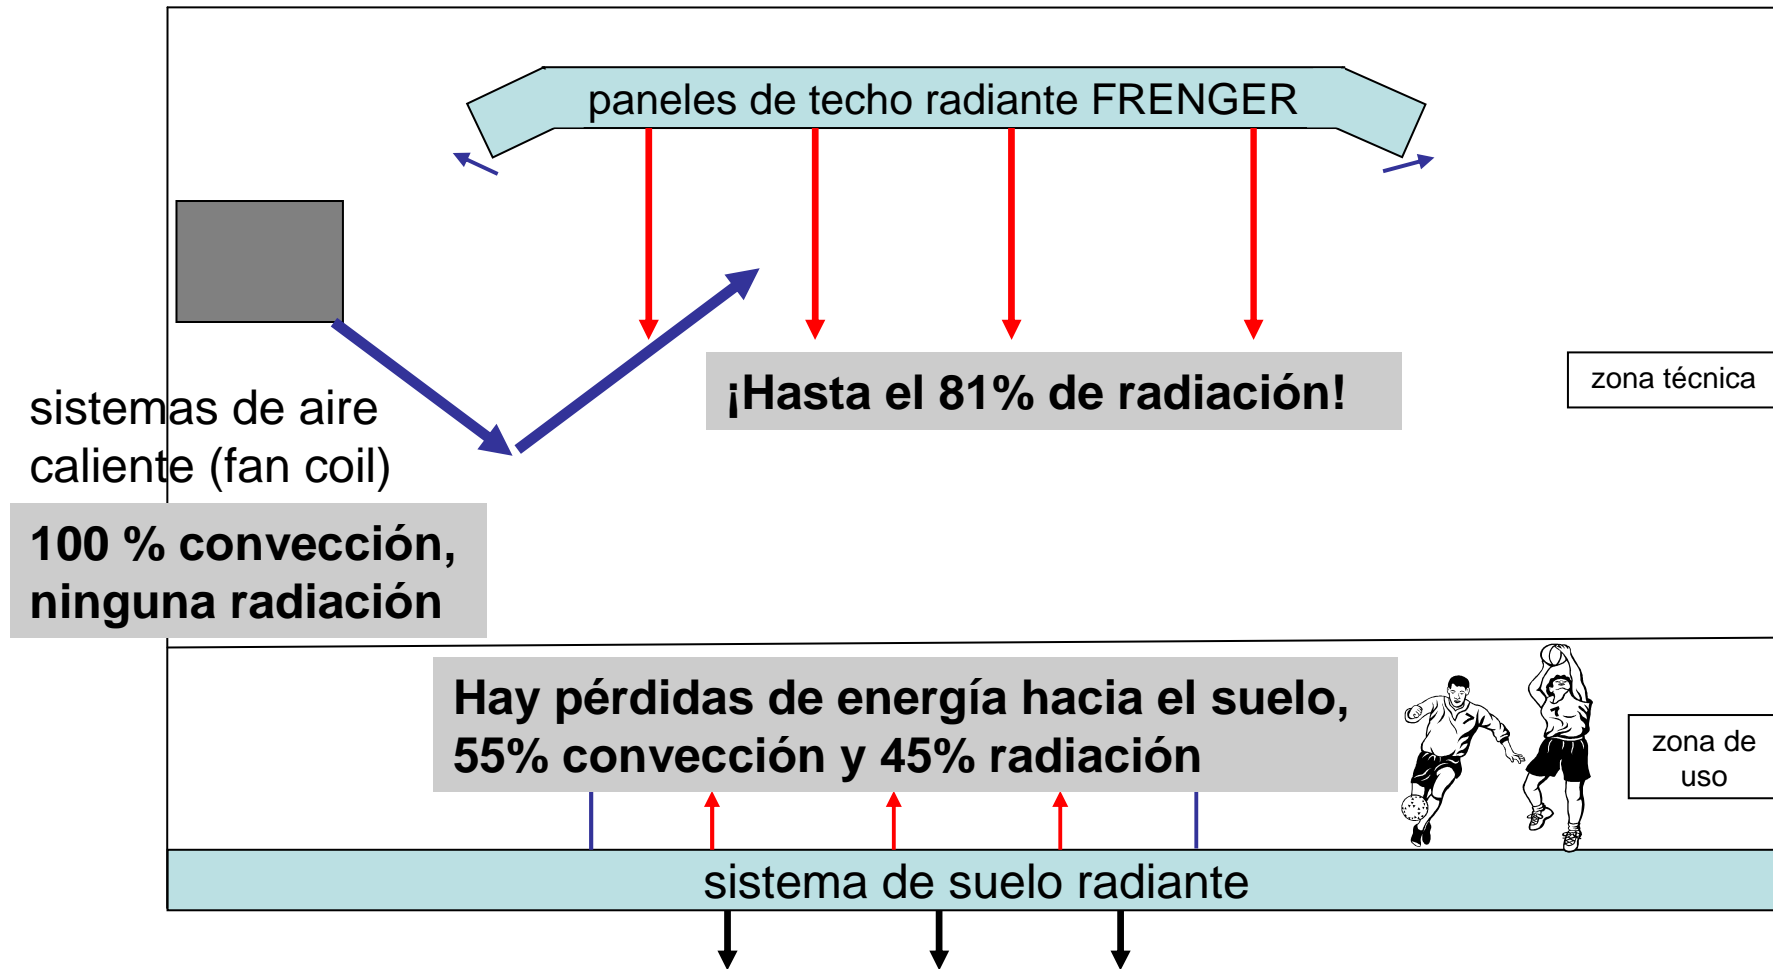 paneles de techo radiante FRENGER
¡Hasta el 81% de radiación!
zona técnica
sistemas de aire
caliente (fan coil)
100 % convección,
ninguna radiación
Hay pérdidas de energía hacia el suelo,
55% convección y 45% radiación
zona de
uso
sistema de suelo radiante